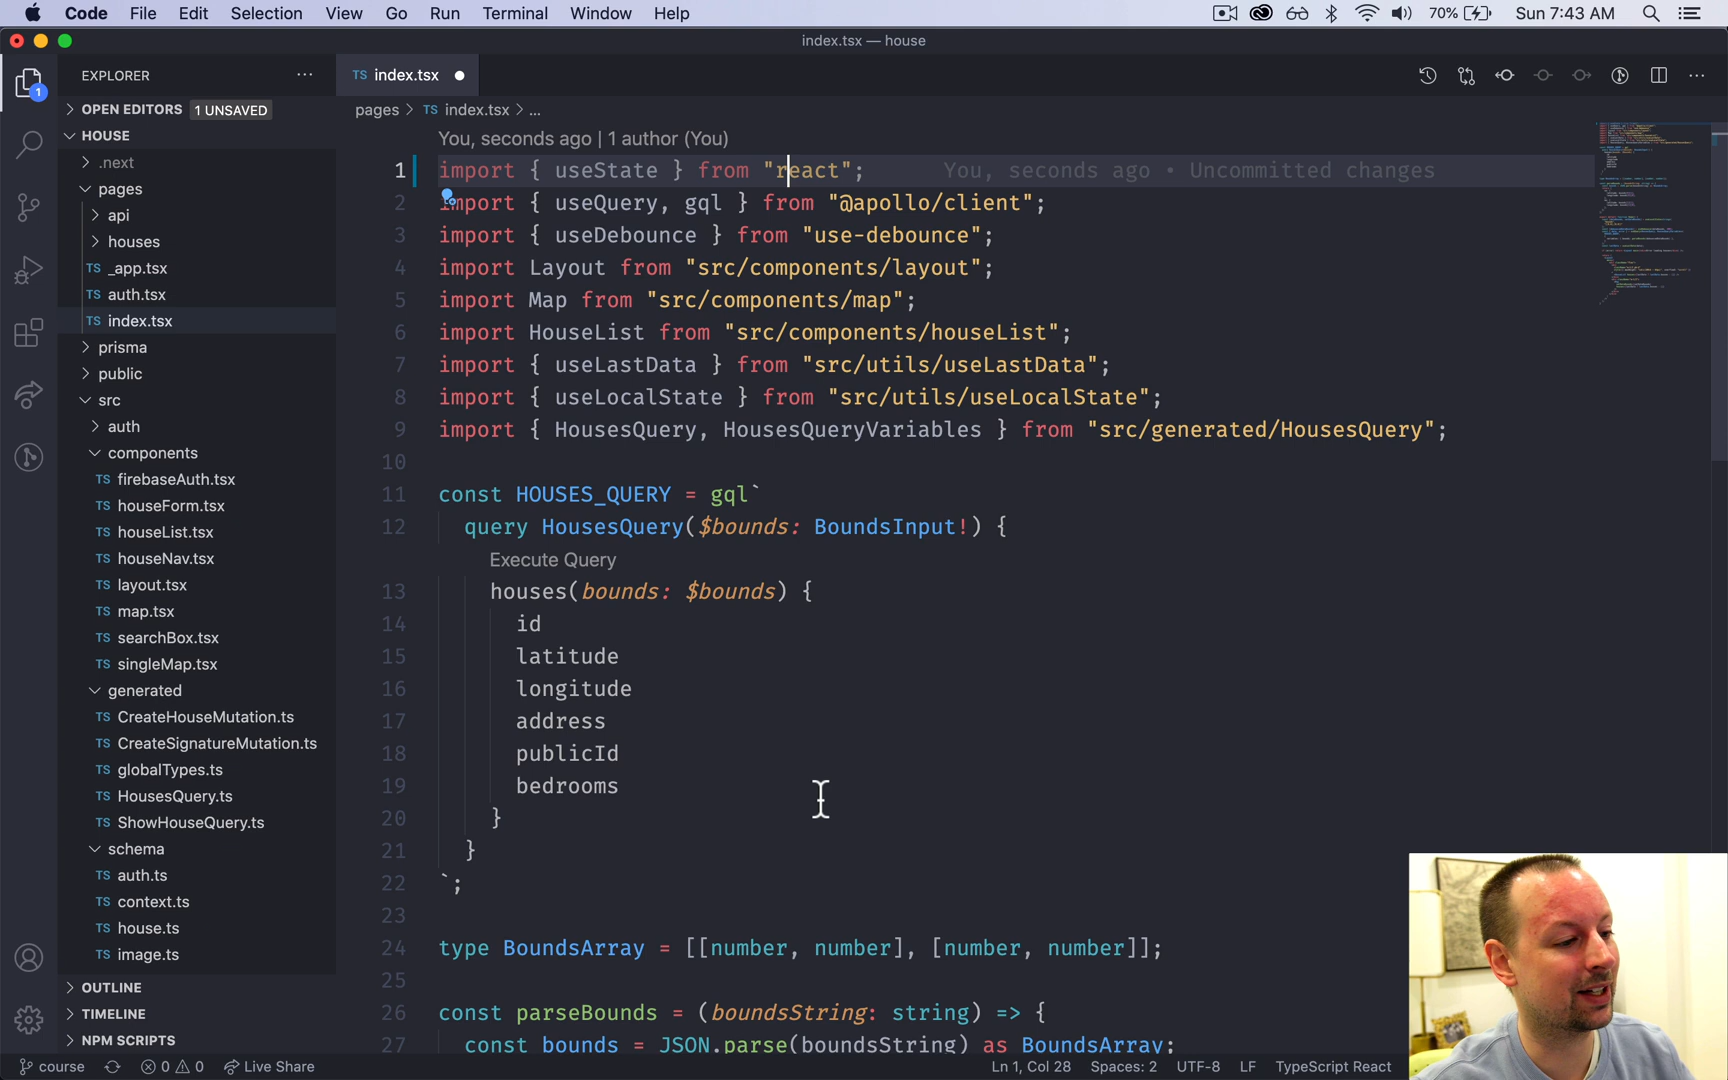 Code File Edit Selection View Go Run Terminal Window Help 70% Sun 7:43 AM
index.tsx — house
EXPLORER ... TS index.tsx
OPEN EDITORS 1 UNSAVED
pages > TS index.tsx > ...
HOUSE
.next
pages
api
houses
TS _app.tsx
TS auth.tsx
TS index.tsx
prisma
public
src
auth
components
TS firebaseAuth.tsx
TS houseForm.tsx
TS houseList.tsx
TS houseNav.tsx
TS layout.tsx
TS map.tsx
TS searchBox.tsx
TS singleMap.tsx
generated
TS CreateHouseMutation.ts
TS CreateSignatureMutation.ts
TS globalTypes.ts
TS HousesQuery.ts
TS ShowHouseQuery.ts
schema
TS auth.ts
TS context.ts
TS house.ts
TS image.ts
OUTLINE
TIMELINE
NPM SCRIPTS
1
You, seconds ago | 1 author (You)
1 import { useState } from "react"; You, seconds ago • Uncommitted changes
2 import { useQuery, gql } from "@apollo/client";
3 import { useDebounce } from "use-debounce";
4 import Layout from "src/components/layout";
5 import Map from "src/components/map";
6 import HouseList from "src/components/houseList";
7 import { useLastData } from "src/utils/useLastData";
8 import { useLocalState } from "src/utils/useLocalState";
9 import { HousesQuery, HousesQueryVariables } from "src/generated/HousesQuery";
10
11 const HOUSES_QUERY = gql`
12 query HousesQuery($bounds: BoundsInput!) {
Execute Query
13 houses(bounds: $bounds) {
14 id
15 latitude
16 longitude
17 address
18 publicId
19 bedrooms
20 }
21 }
22 `;
23
24 type BoundsArray = [[number, number], [number, number]];
25
26 const parseBounds = (boundsString: string) => {
27 const bounds = JSON.parse(boundsString) as BoundsArray;
course 0 0 Live Share Ln 1, Col 28 Spaces: 2 UTF-8 LF TypeScript React